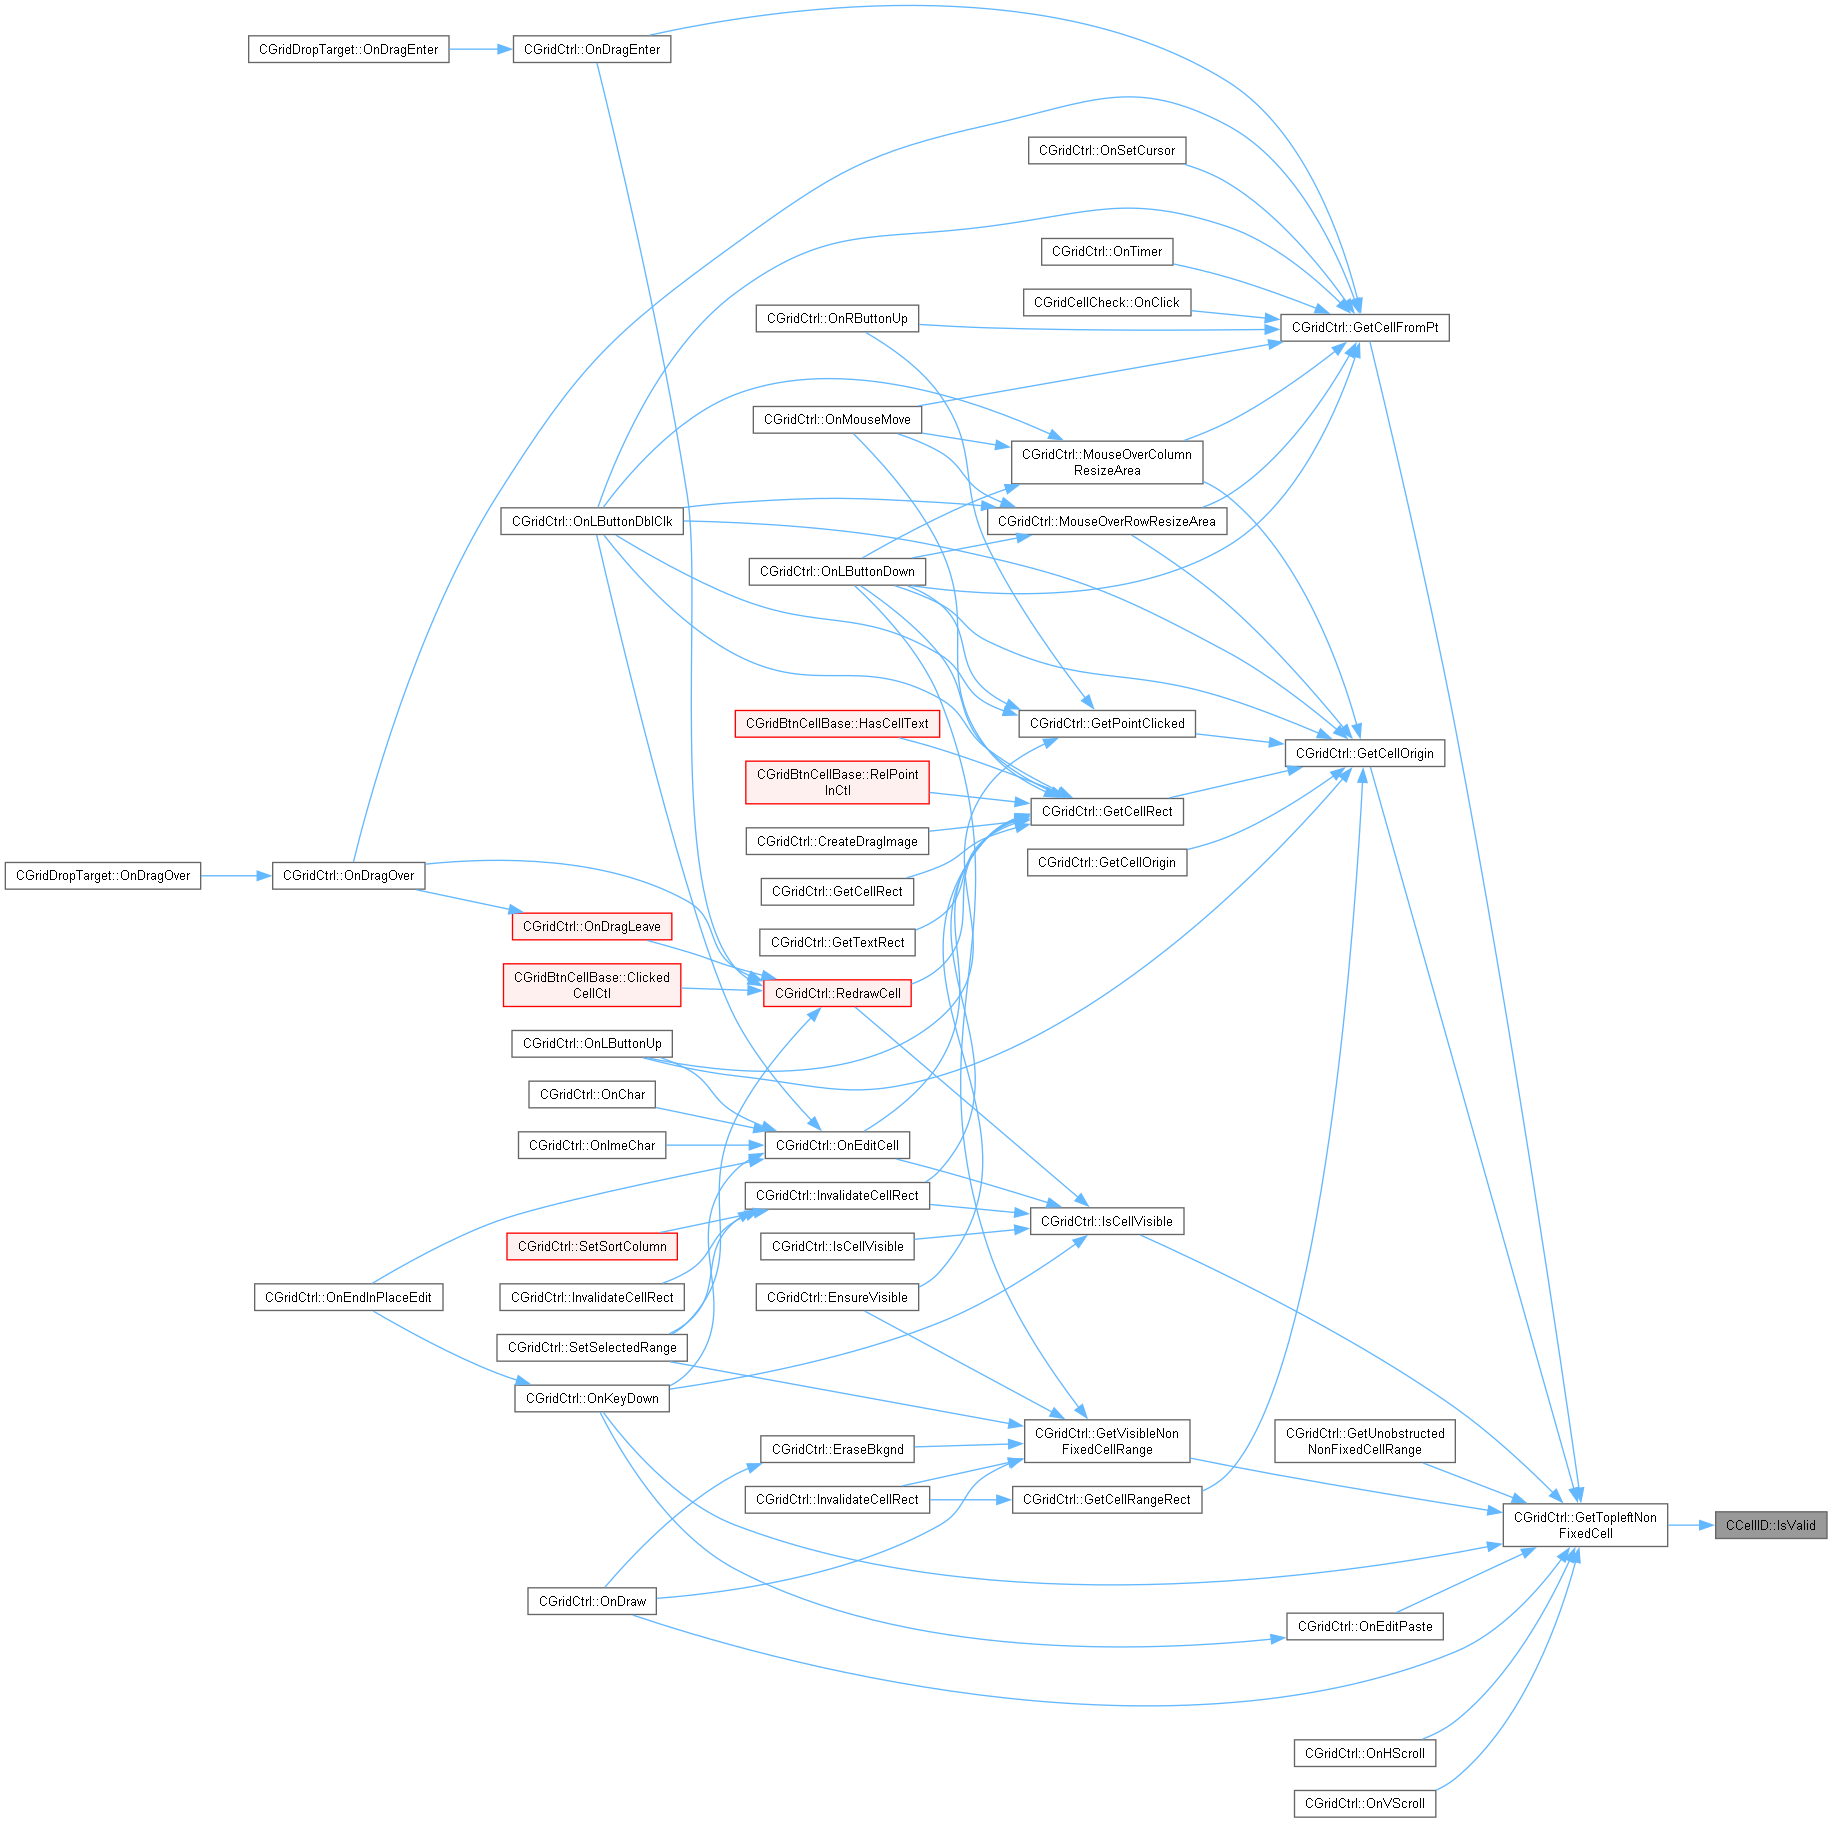 CGridDropTarget::OnDragEnter
CGridCtrl::OnDragEnter
CGridCtrl::OnSetCursor
CGridCtrl::OnTimer
CGridCellCheck::OnClick
CGridCtrl::OnRButtonUp
CGridCtrl::GetCellFromPt
CGridCtrl::OnMouseMove
CGridCtrl::MouseOverColumn
ResizeArea
CGridCtrl::OnLButtonDblClk
CGridCtrl::MouseOverRowResizeArea
CGridCtrl::OnLButtonDown
CGridBtnCellBase::HasCellText
CGridCtrl::GetPointClicked
CGridCtrl::GetCellOrigin
CGridBtnCellBase::RelPoint
InCtl
CGridCtrl::GetCellRect
CGridCtrl::CreateDragImage
CGridCtrl::GetCellOrigin
CGridDropTarget::OnDragOver
CGridCtrl::OnDragOver
CGridCtrl::GetCellRect
CGridCtrl::OnDragLeave
CGridCtrl::GetTextRect
CGridBtnCellBase::Clicked
CellCtl
CGridCtrl::RedrawCell
CGridCtrl::OnLButtonUp
CGridCtrl::OnChar
CGridCtrl::OnImeChar
CGridCtrl::OnEditCell
CGridCtrl::InvalidateCellRect
CGridCtrl::IsCellVisible
CGridCtrl::SetSortColumn
CGridCtrl::IsCellVisible
CGridCtrl::OnEndInPlaceEdit
CGridCtrl::InvalidateCellRect
CGridCtrl::EnsureVisible
CGridCtrl::SetSelectedRange
CGridCtrl::OnKeyDown
CGridCtrl::GetVisibleNon
FixedCellRange
CGridCtrl::GetUnobstructed
NonFixedCellRange
CGridCtrl::EraseBkgnd
CGridCtrl::InvalidateCellRect
CGridCtrl::GetCellRangeRect
CGridCtrl::GetTopleftNon
FixedCell
CCellID::IsValid
CGridCtrl::OnDraw
CGridCtrl::OnEditPaste
CGridCtrl::OnHScroll
CGridCtrl::OnVScroll